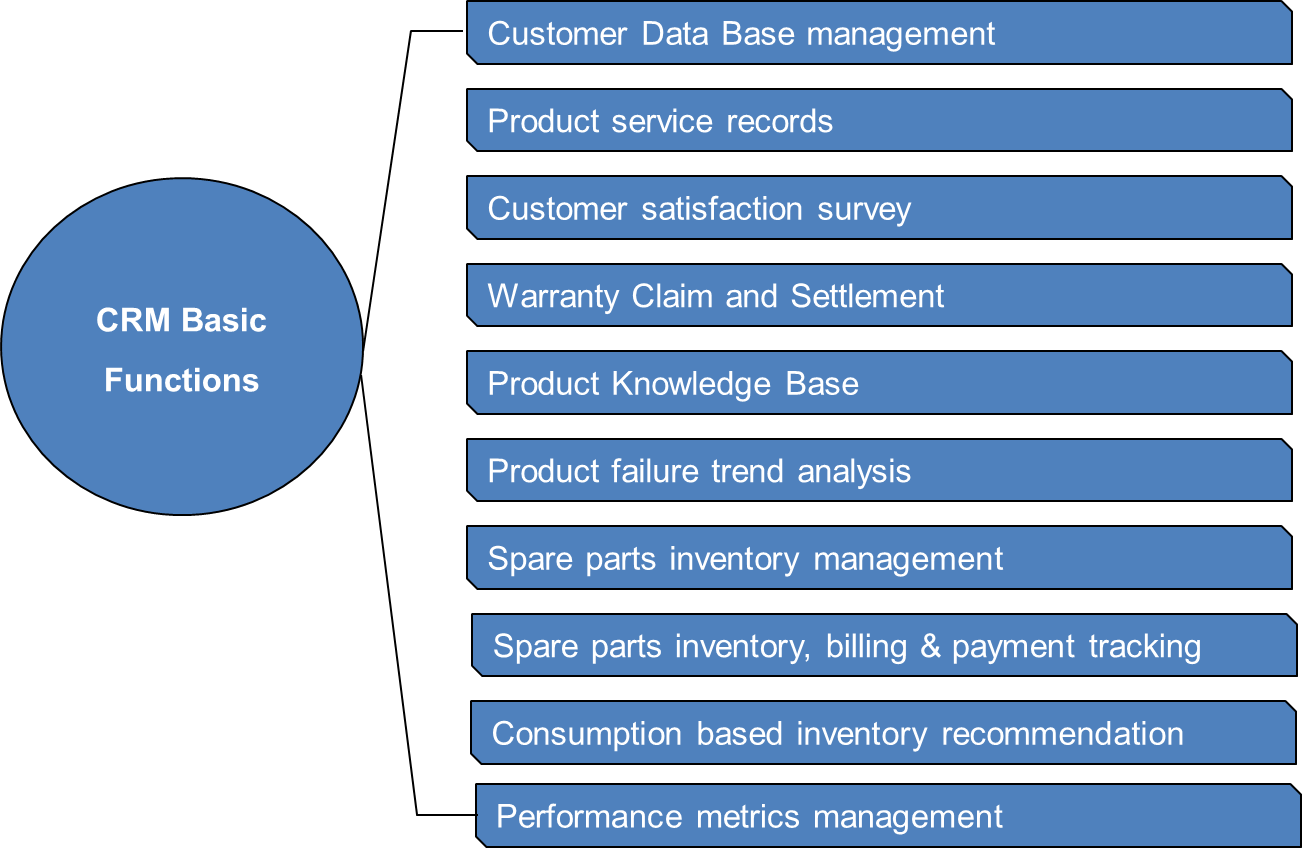 Customer Data Base management
Product service records
Customer satisfaction survey
Warranty Claim and Settlement
CRM Basic
Functions
Product Knowledge Base
Product failure trend analysis
Spare parts inventory management
Spare parts inventory, billing & payment tracking
Consumption based inventory recommendation
Performance metrics management